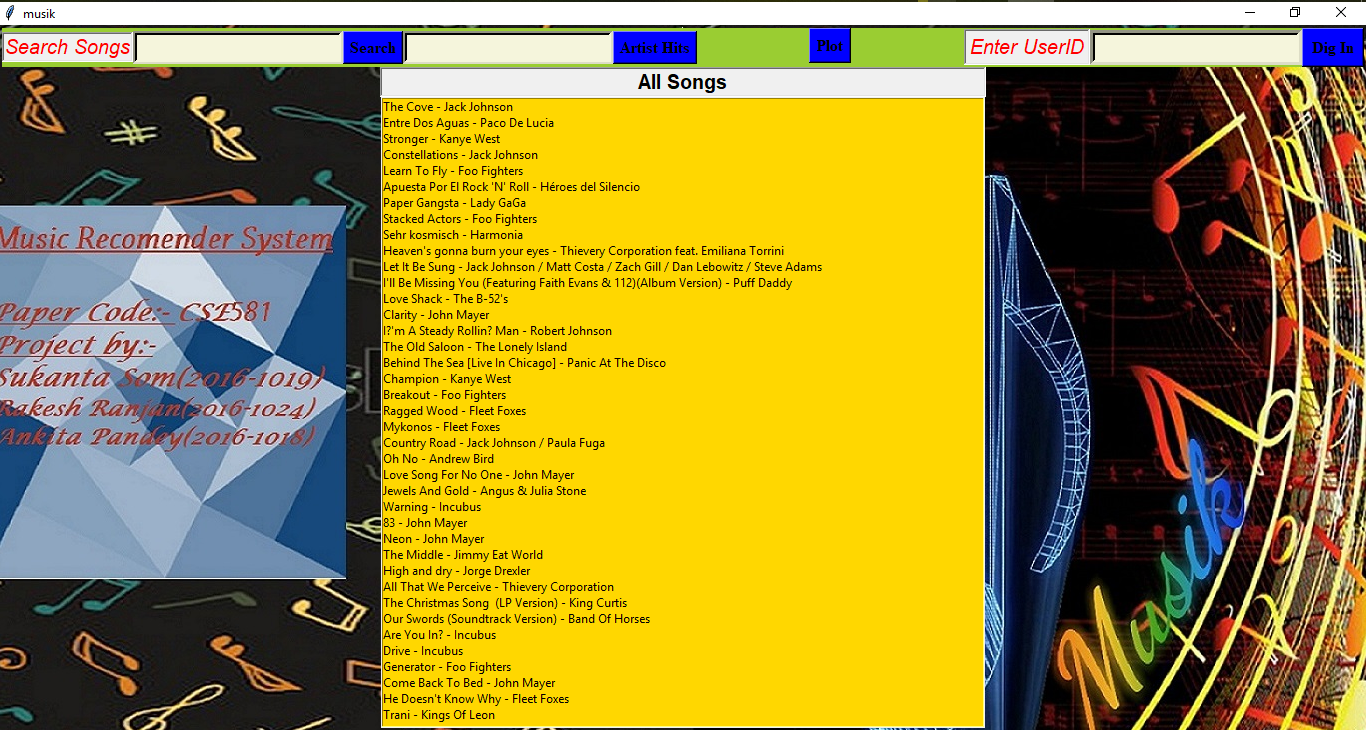 musik
Search Songs
Search
Artist Hits
Plot
Enter UserID
Dig In
All Songs
The Cove - Jack Johnson
Entre Dos Aguas - Paco De Lucia
Stronger - Kanye West
Constellations - Jack Johnson
Learn To Fly - Foo Fighters
Apuesta Por El Rock 'N' Roll - Héroes del Silencio
Paper Gangsta - Lady GaGa
Stacked Actors - Foo Fighters
Sehr kosmisch - Harmonia
Heaven's gonna burn your eyes - Thievery Corporation feat. Emiliana Torrini
Let It Be Sung - Jack Johnson / Matt Costa / Zach Gill / Dan Lebowitz / Steve Adams
I'll Be Missing You (Featuring Faith Evans & 112)(Album Version) - Puff Daddy
Love Shack - The B-52's
Clarity - John Mayer
I?'m A Steady Rollin? Man - Robert Johnson
The Old Saloon - The Lonely Island
Behind The Sea [Live In Chicago] - Panic At The Disco
Champion - Kanye West
Breakout - Foo Fighters
Ragged Wood - Fleet Foxes
Mykonos - Fleet Foxes
Country Road - Jack Johnson / Paula Fuga
Oh No - Andrew Bird
Love Song For No One - John Mayer
Jewels And Gold - Angus & Julia Stone
Warning - Incubus
83 - John Mayer
Neon - John Mayer
The Middle - Jimmy Eat World
High and dry - Jorge Drexler
All That We Perceive - Thievery Corporation
The Christmas Song  (LP Version) - King Curtis
Our Swords (Soundtrack Version) - Band Of Horses
Are You In? - Incubus
Drive - Incubus
Generator - Foo Fighters
Come Back To Bed - John Mayer
He Doesn't Know Why - Fleet Foxes
Trani - Kings Of Leon
Music Recomender System
Paper Code:- CSE581
Project by:-
Sukanta Som(2016-1019)
Rakesh Ranjan(2016-1024)
Ankita Pandey(2016-1018)
Musik